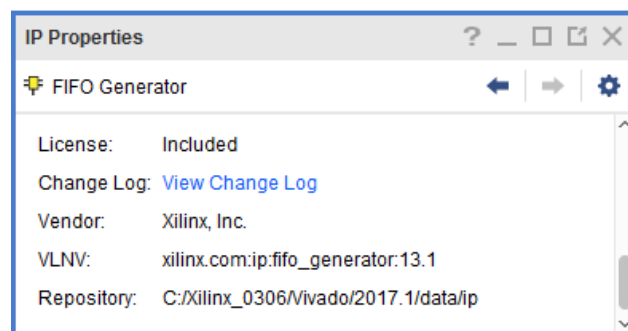 IP Properties
FIFO Generator
License: Included
Change Log: View Change Log
Vendor: Xilinx, Inc.
VLNV: xilinx.com:ip:fifo_generator:13.1
Repository: C:/Xilinx_0306/Vivado/2017.1/data/ip